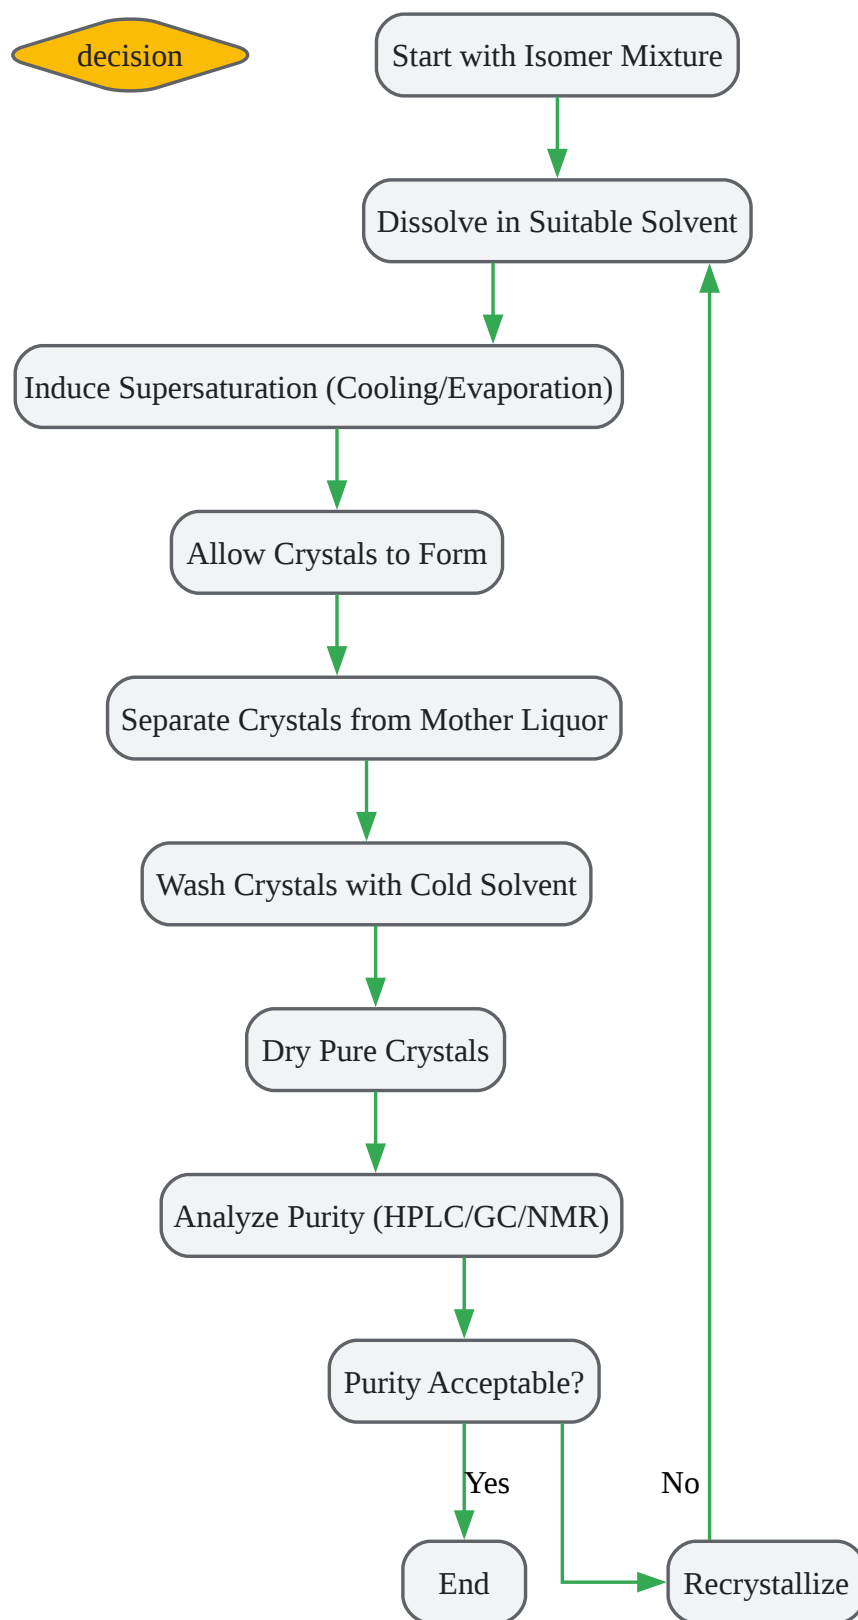 decision
Start with Isomer Mixture
Dissolve in Suitable Solvent
Induce Supersaturation (Cooling/Evaporation)
Allow Crystals to Form
Separate Crystals from Mother Liquor
Wash Crystals with Cold Solvent
Dry Pure Crystals
Analyze Purity (HPLC/GC/NMR)
Purity Acceptable?
Yes
No
End
Recrystallize